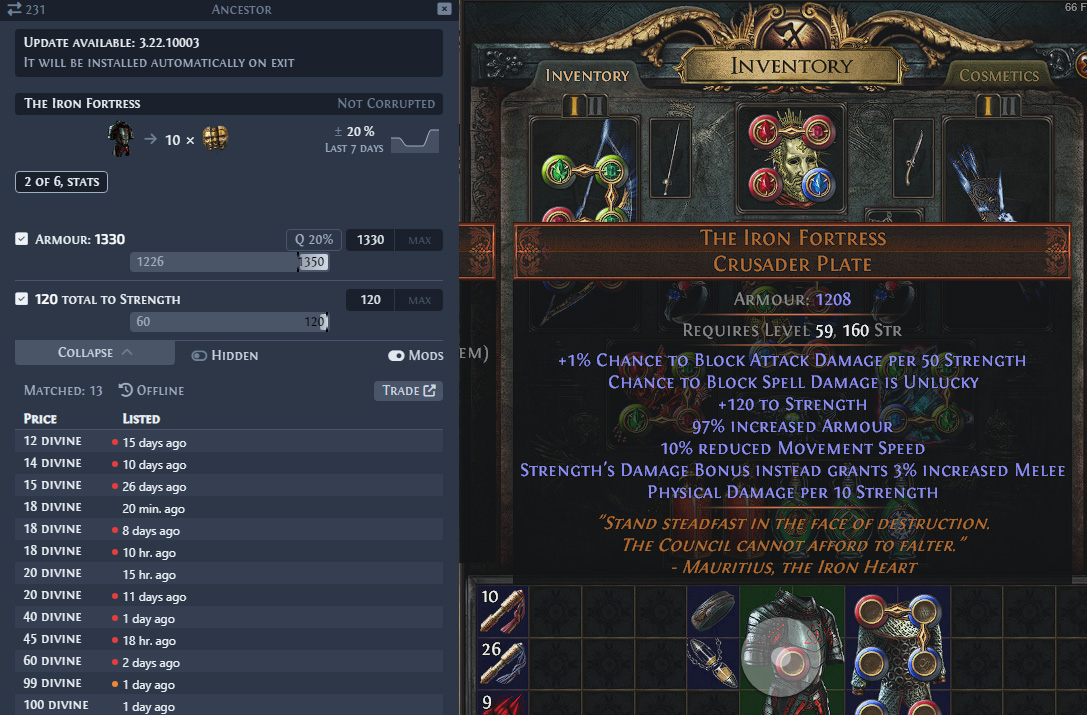 231
Ancestor
Update available: 3.22.10003
It will be installed automatically on exit
The Iron Fortress
Not Corrupted
10 ×
± 20 %
Last 7 days
2 of 6, stats
Armour: 1330
Q 20%
1330
MAX
1226
1350
120 total to Strength
120
MAX
60
120
Collapse
Hidden
Mods
Matched: 13
Offline
Trade
Price Listed
12 divine 15 days ago
14 divine 10 days ago
15 divine 26 days ago
18 divine 20 min. ago
18 divine 8 days ago
18 divine 10 hr. ago
20 divine 15 hr. ago
20 divine 11 days ago
40 divine 1 day ago
45 divine 18 hr. ago
60 divine 2 days ago
99 divine 1 day ago
100 divine 1 day ago
66 F
Inventory
Inventory
Cosmetics
I II
I II
The Iron Fortress
Crusader Plate
Armour: 1208
Requires Level 59, 160 Str
EM)
+1% Chance to Block Attack Damage per 50 Strength
Chance to Block Spell Damage is Unlucky
+120 to Strength
97% increased Armour
10% reduced Movement Speed
Strength's Damage Bonus instead grants 3% increased Melee
Physical Damage per 10 Strength
"Stand steadfast in the face of destruction.
The Council cannot afford to falter."
- Mauritius, the Iron Heart
10
26
9